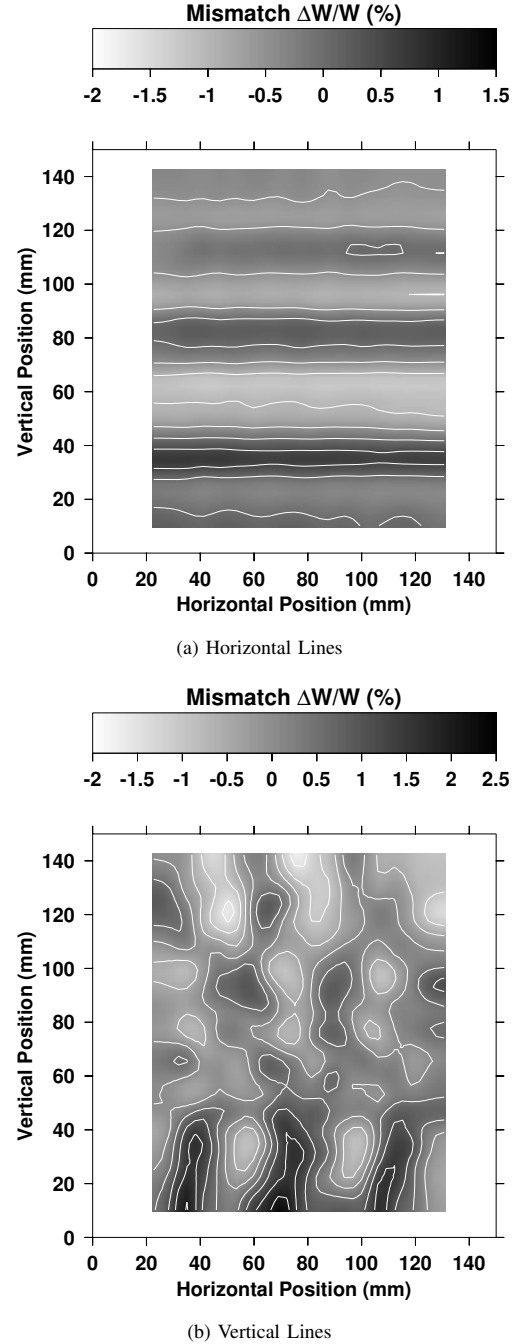 Mismatch ΔW/W (%)
-2 -1.5 -1 -0.5 0 0.5 1 1.5
Vertical Position (mm)
140
120
100
80
60
40
20
0
0 20 40 60 80 100 120 140
Horizontal Position (mm)
(a) Horizontal Lines
Mismatch ΔW/W (%)
-2 -1.5 -1 -0.5 0 0.5 1 1.5 2 2.5
Vertical Position (mm)
140
120
100
80
60
40
20
0
0 20 40 60 80 100 120 140
Horizontal Position (mm)
(b) Vertical Lines